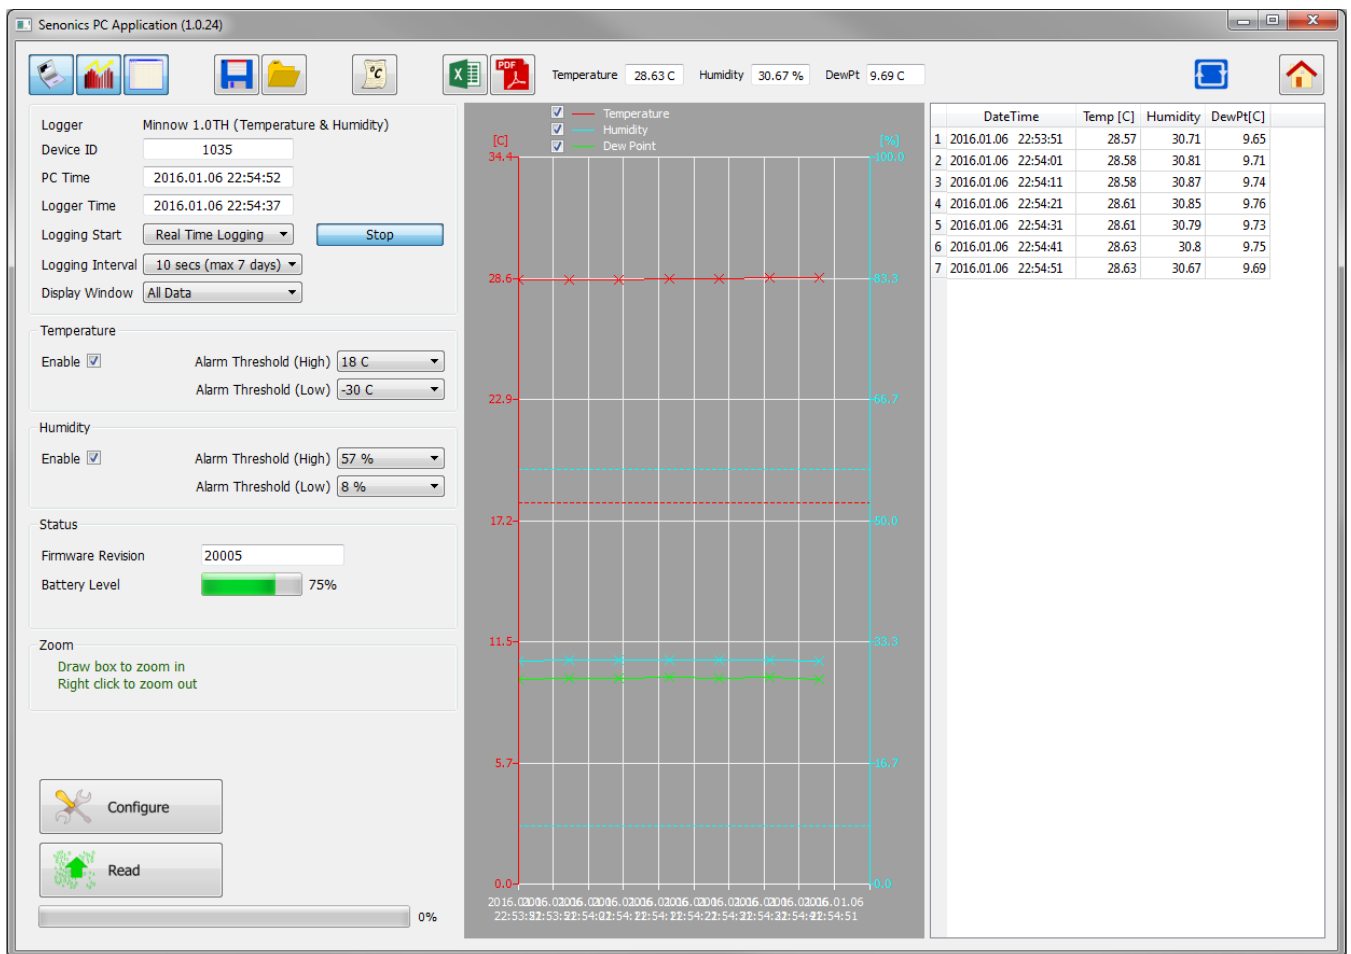 Senonics PC Application (1.0.24)
°C
PDF
Temperature 28.63 C Humidity 30.67 % DewPt 9.69 C
Logger Minnow 1.0TH (Temperature & Humidity)
Device ID 1035
PC Time 2016.01.06 22:54:52
Logger Time 2016.01.06 22:54:37
Logging Start Real Time Logging Stop
Logging Interval 10 secs (max 7 days)
Display Window All Data
Temperature
Enable Alarm Threshold (High) 18 C
Alarm Threshold (Low) -30 C
Humidity
Enable Alarm Threshold (High) 57 %
Alarm Threshold (Low) 8 %
Status
Firmware Revision 20005
Battery Level 75%
Zoom
Draw box to zoom in
Right click to zoom out
Configure
Read
0%
Temperature
Humidity
Dew Point
[C] [%]
34.4 100.0
28.6 83.3
22.9 66.7
17.2 50.0
11.5 33.3
5.7 16.7
0.0 0.0
DateTime Temp [C] Humidity DewPt[C]
1 2016.01.06 22:53:51 28.57 30.71 9.65
2 2016.01.06 22:54:01 28.58 30.81 9.71
3 2016.01.06 22:54:11 28.58 30.87 9.74
4 2016.01.06 22:54:21 28.61 30.85 9.76
5 2016.01.06 22:54:31 28.61 30.79 9.73
6 2016.01.06 22:54:41 28.63 30.8 9.75
7 2016.01.06 22:54:51 28.63 30.67 9.69